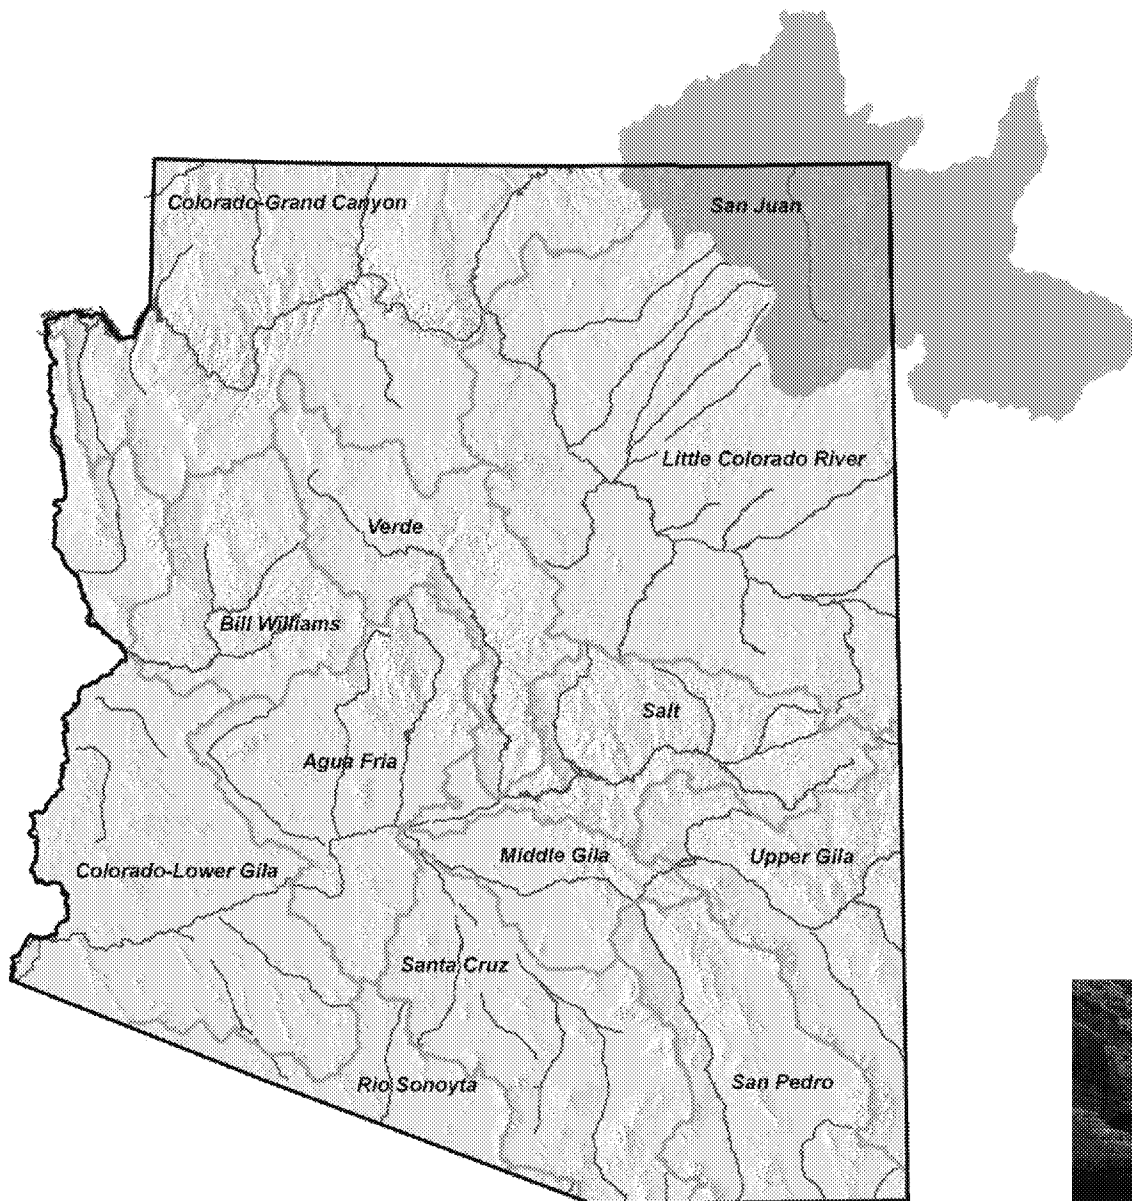 Colorado-Grand Canyon
San Juan
Little Colorado River
Verde
Bill Williams
Salt
Agua Fria
Middle Gila
Upper Gila
Colorado-Lower Gila
Santa Cruz
Rio Sonoyta
San Pedro